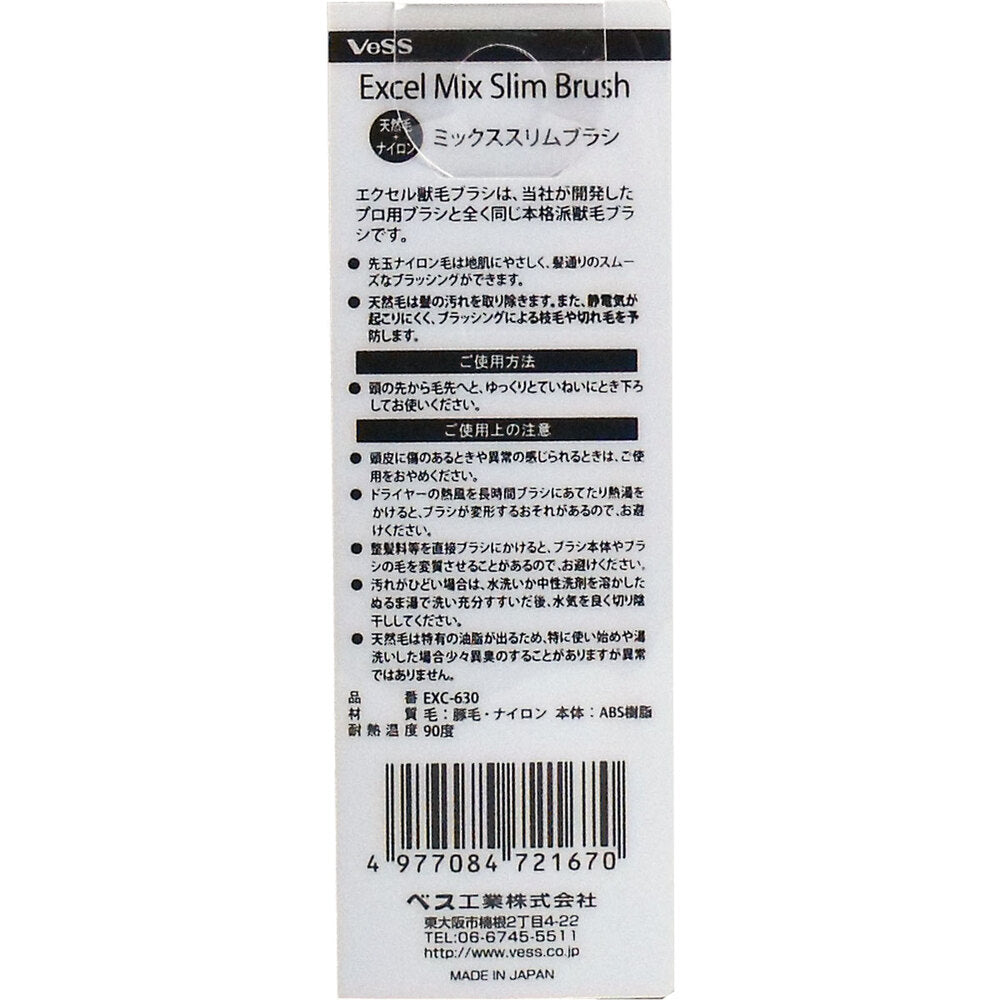 VeSS
Excel Mix Slim Brush
天然毛
+
ナイロン
ミックススリムブラシ
エクセル獣毛ブラシは、当社が開発した
プロ用ブラシと全く同じ本格派獣毛ブラ
シです。
● 先玉ナイロン毛は地肌にやさしく、髪通りのスムー
ズなブラッシングができます。
● 天然毛は髪の汚れを取り除きます。また、静電気が
起こりにくく、ブラッシングによる枝毛や切れ毛を予
防します。
ご使用方法
● 頭の先から毛先へと、ゆっくりとていねいにとき下ろ
してお使いください。
ご使用上の注意
● 頭皮に傷のあるときや異常の感じられるときは、ご使
用をおやめください。
● ドライヤーの熱風を長時間ブラシにあてたり熱湯を
かけると、ブラシが変形するおそれがあるので、お避
けください。
● 整髪料等を直接ブラシにかけると、ブラシ本体やブラ
シの毛を変質させることがあるので、お避けください。
● 汚れがひどい場合は、水洗いか中性洗剤を溶かした
ぬるま湯で洗い充分すすいだ後、水気を良く切り陰
干ししてください。
● 天然毛は特有の油脂が出るため、特に使い始めや湯
洗いした場合少々異臭のすることがありますが異常
ではありません。
品番 EXC-630
材質 毛：豚毛・ナイロン 本体：ABS樹脂
耐熱温度 90度
4 977084 721670
ベス工業株式会社
東大阪市楠根2丁目4-22
TEL:06-6745-5511
http://www.vess.co.jp
MADE IN JAPAN